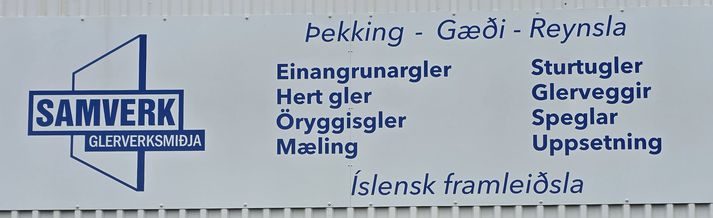 SAMVERK
GLERVERKSMIÐJA
Þekking - Gæði - Reynsla
Einangrunargler
Hert gler
Öryggisgler
Mæling
Sturtugler
Glerveggir
Speglar
Uppsetning
Íslensk framleiðsla